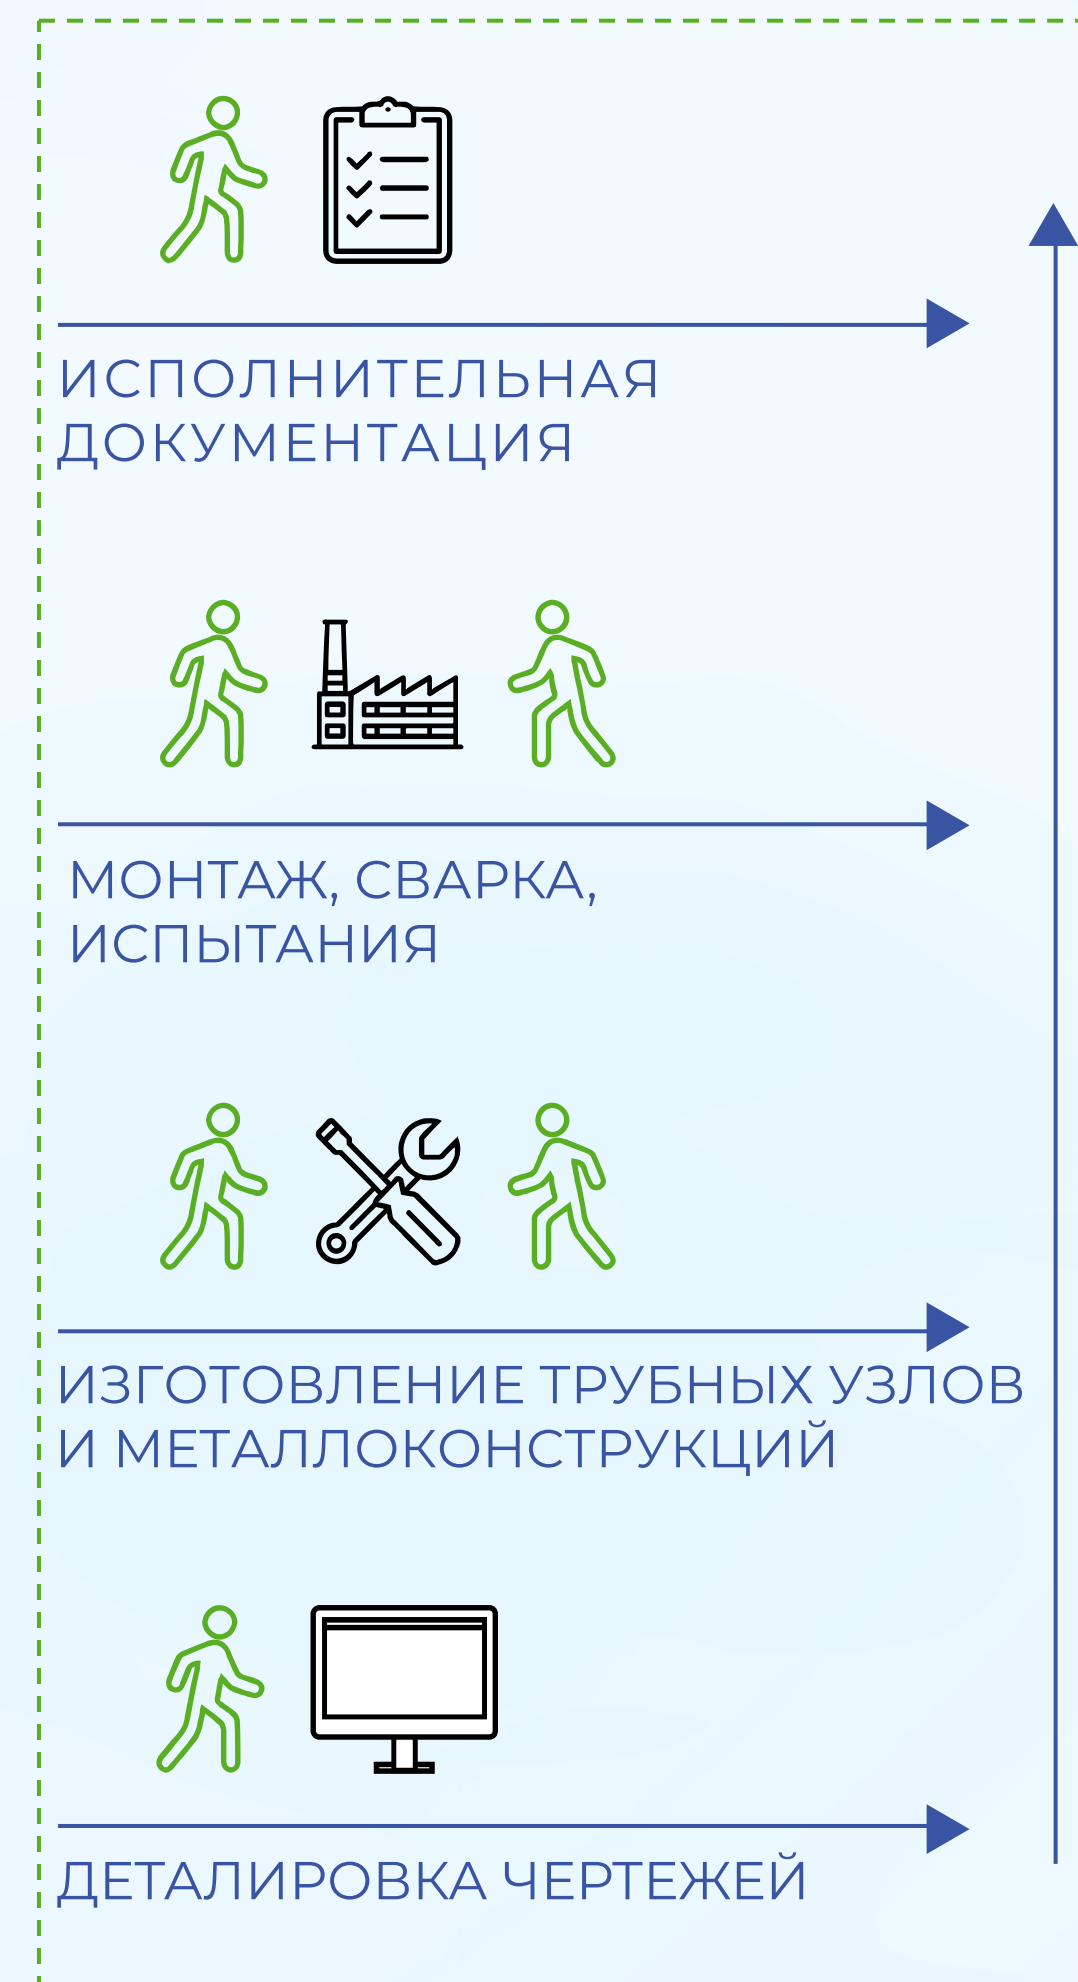 ИСПОЛНИТЕЛЬНАЯ
ДОКУМЕНТАЦИЯ
МОНТАЖ, СВАРКА,
ИСПЫТАНИЯ
ИЗГОТОВЛЕНИЕ ТРУБНЫХ УЗЛОВ
И МЕТАЛЛОКОНСТРУКЦИЙ
ДЕТАЛИРОВКА ЧЕРТЕЖЕЙ